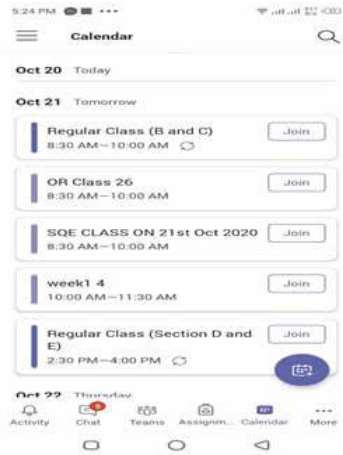 5:24 PM
Calendar
Oct 20 Today
Oct 21 Tomorrow
Regular Class (B and C)
Join
8:30 AM—10:00 AM
OR Class 26
Join
8:30 AM—10:00 AM
SQE CLASS ON 21st Oct 2020
Join
8:30 AM—10:00 AM
week1 4
Join
10:00 AM—11:30 AM
Regular Class (Section D and
E)
Join
2:30 PM—4:00 PM
Oct 22 Thursday
Activity Chat Teams Assignm... Calendar More